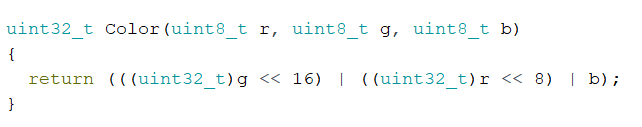 uint32_t Color(uint8_t r, uint8_t g, uint8_t b)
{
  return (((uint32_t)g << 16) | ((uint32_t)r << 8) | b);
}